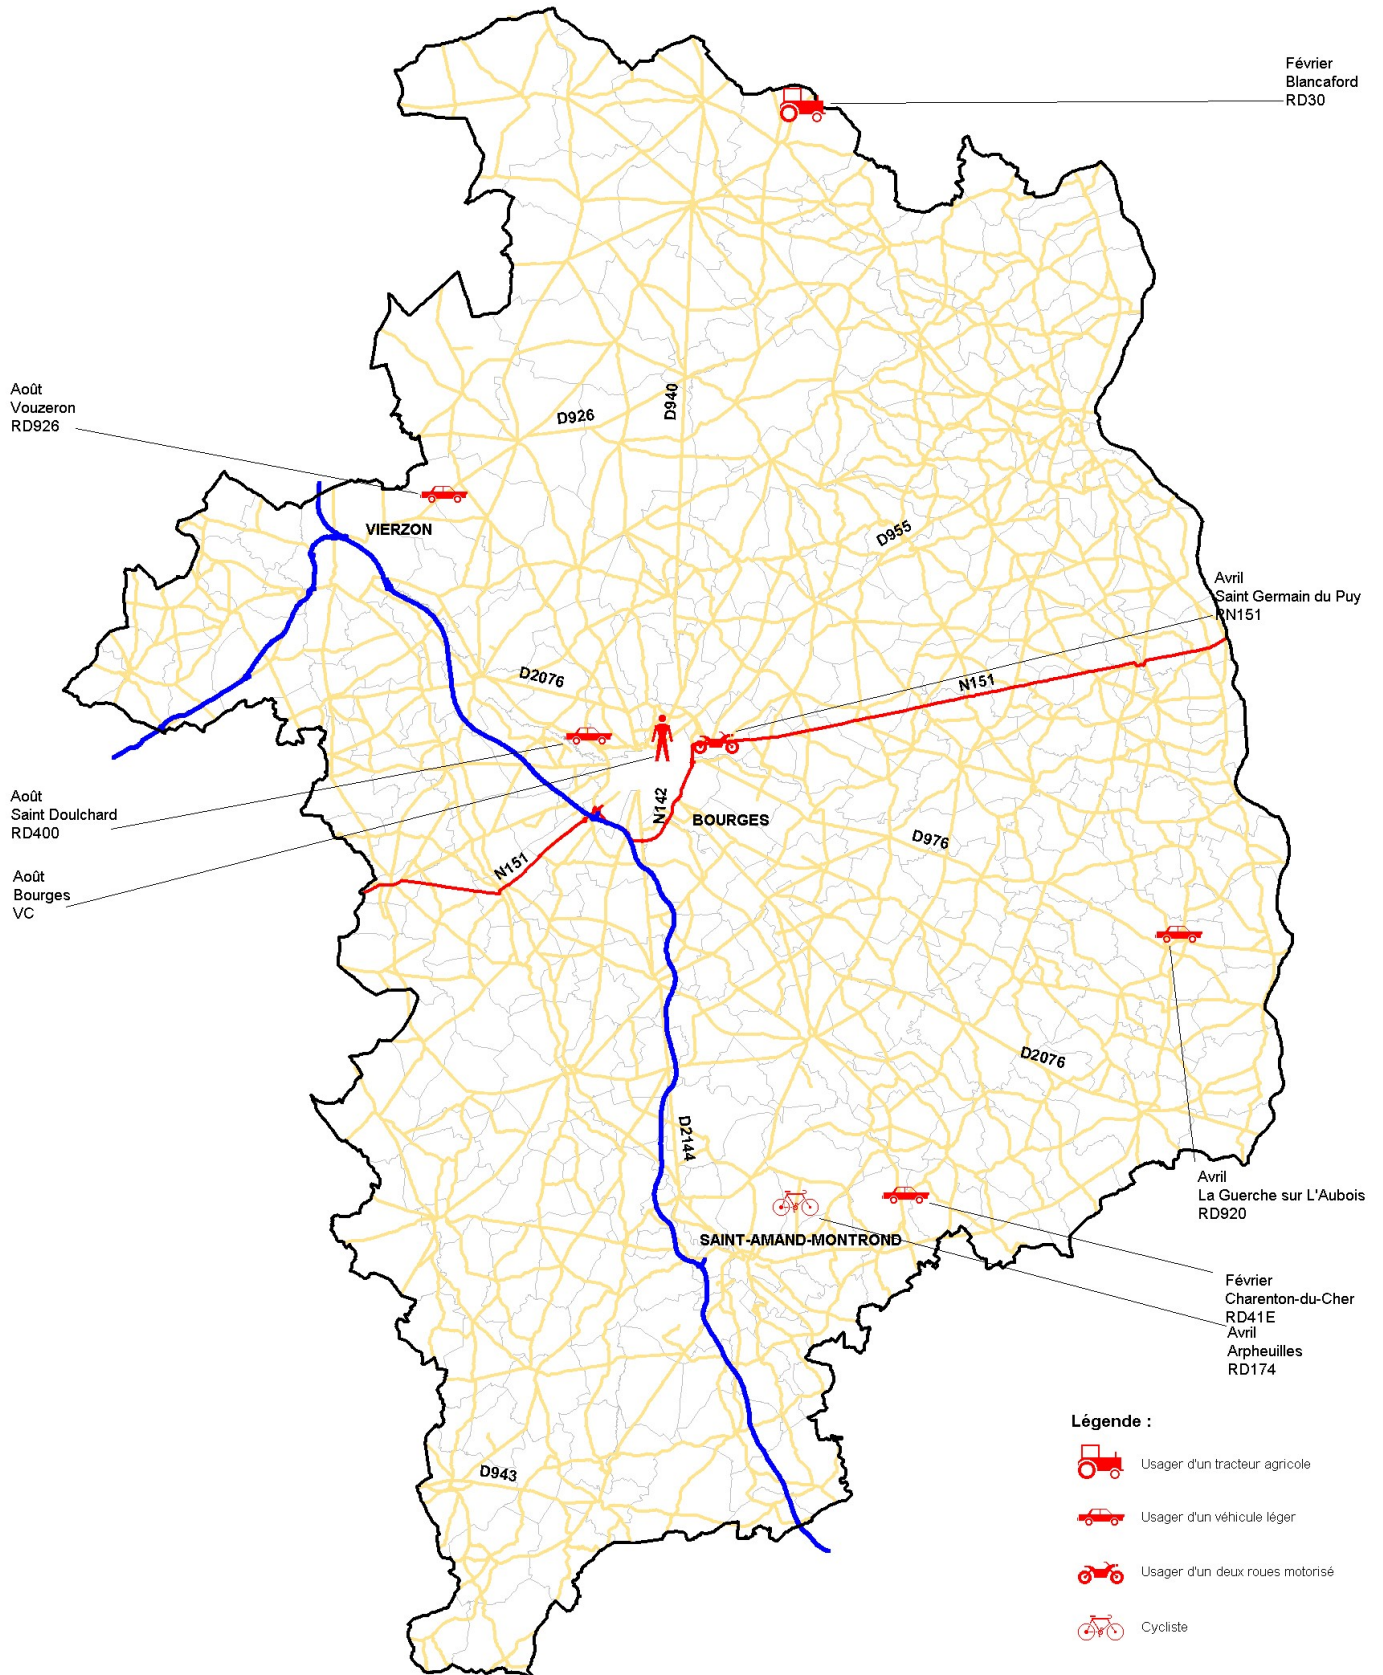 Février
Blancaford
RD30
Août
Vouzeron
RD926
D926
D940
VIERZON
D955
Avril
Saint Germain du Puy
RN151
D2076
N151
Août
Saint Doulchard
RD400
N142
BOURGES
D976
N151
Août
Bourges
VC
D2076
D2144
Avril
La Guerche sur L'Aubois
RD920
SAINT-AMAND-MONTROND
Février
Charenton-du-Cher
RD41E
Avril
Arpheuilles
RD174
D943
Légende :
Usager d'un tracteur agricole
Usager d'un véhicule léger
Usager d'un deux roues motorisé
Cycliste